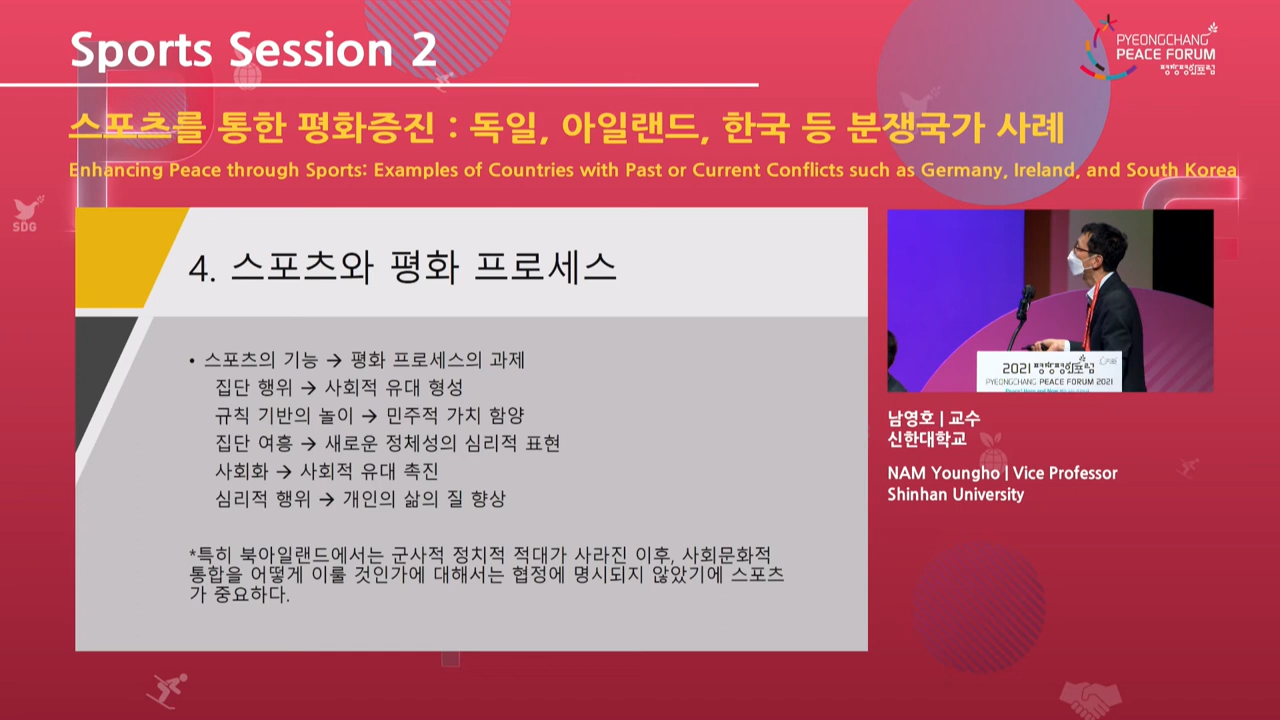 Sports Session 2
PYEONGCHANG
PEACE FORUM
평창평화포럼
스포츠를 통한 평화증진 : 독일, 아일랜드, 한국 등 분쟁국가 사례
Enhancing Peace through Sports: Examples of Countries with Past or Current Conflicts such as Germany, Ireland, and South Korea
SDG
4. 스포츠와 평화 프로세스
• 스포츠의 기능 → 평화 프로세스의 과제
집단 행위 → 사회적 유대 형성
규칙 기반의 놀이 → 민주적 가치 함양
집단 여흥 → 새로운 정체성의 심리적 표현
사회화 → 사회적 유대 촉진
심리적 행위 → 개인의 삶의 질 향상
*특히 북아일랜드에서는 군사적 정치적 적대가 사라진 이후, 사회문화적
통합을 어떻게 이룰 것인가에 대해서는 협정에 명시되지 않았기에 스포츠
가 중요하다.
2021 평창평화포럼
PYEONGCHANG PEACE FORUM 2021
남영호 | 교수
신한대학교
NAM Youngho | Vice Professor
Shinhan University